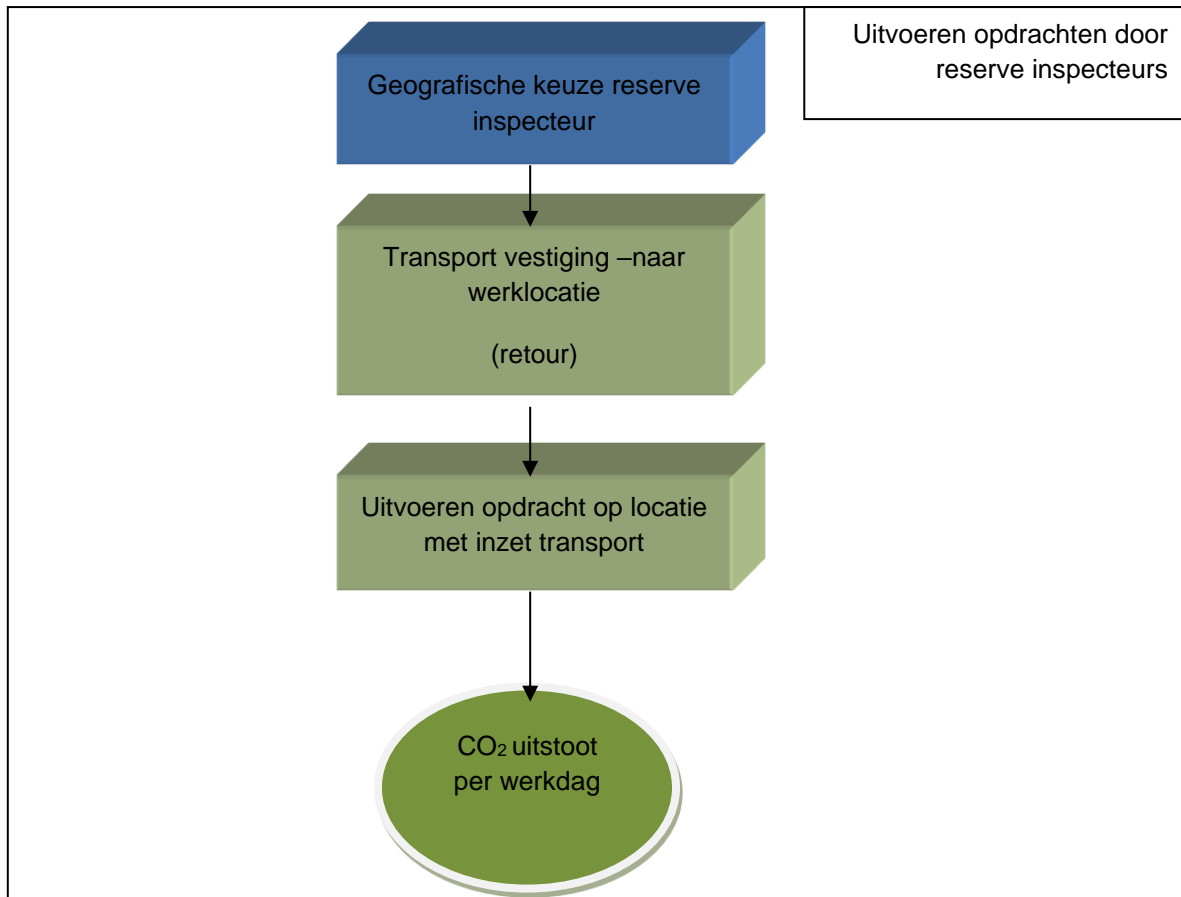 Uitvoeren opdrachten door
reserve inspecteurs
Geografische keuze reserve
inspecteur
Transport vestiging –naar
werklocatie
(retour)
Uitvoeren opdracht op locatie
met inzet transport
CO₂ uitstoot
per werkdag